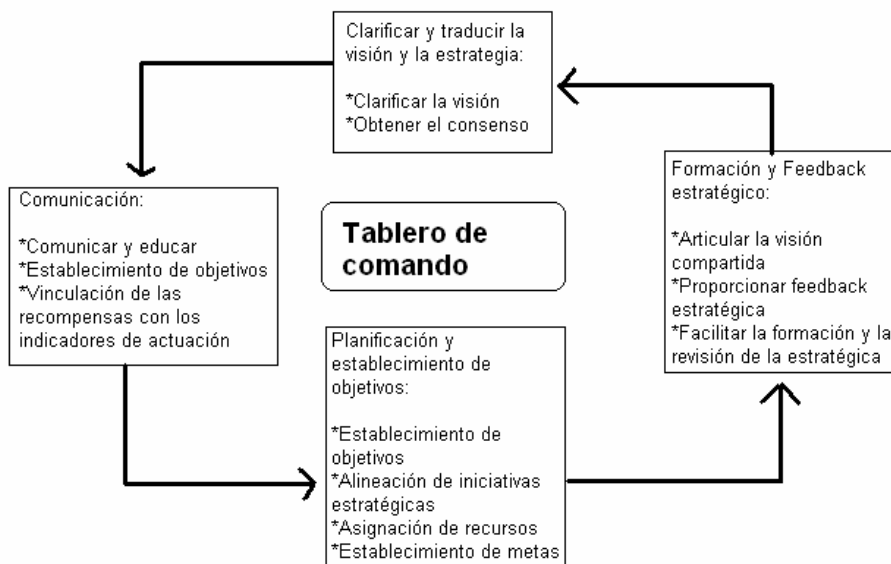 Clarificar y traducir la
visión y la estrategia:
*Clarificar la visión
*Obtener el consenso
Comunicación:
*Comunicar y educar
*Establecimiento de objetivos
*Vinculación de las
recompensas con los
indicadores de actuación
Tablero de
comando
Formación y Feedback
estratégico:
*Articular la visión
compartida
*Proporcionar feedback
estratégica
*Facilitar la formación y la
revisión de la estratégica
Planificación y
establecimiento de
objetivos:
*Establecimiento de
objetivos
*Alineación de iniciativas
estratégicas
*Asignación de recursos
*Establecimiento de metas